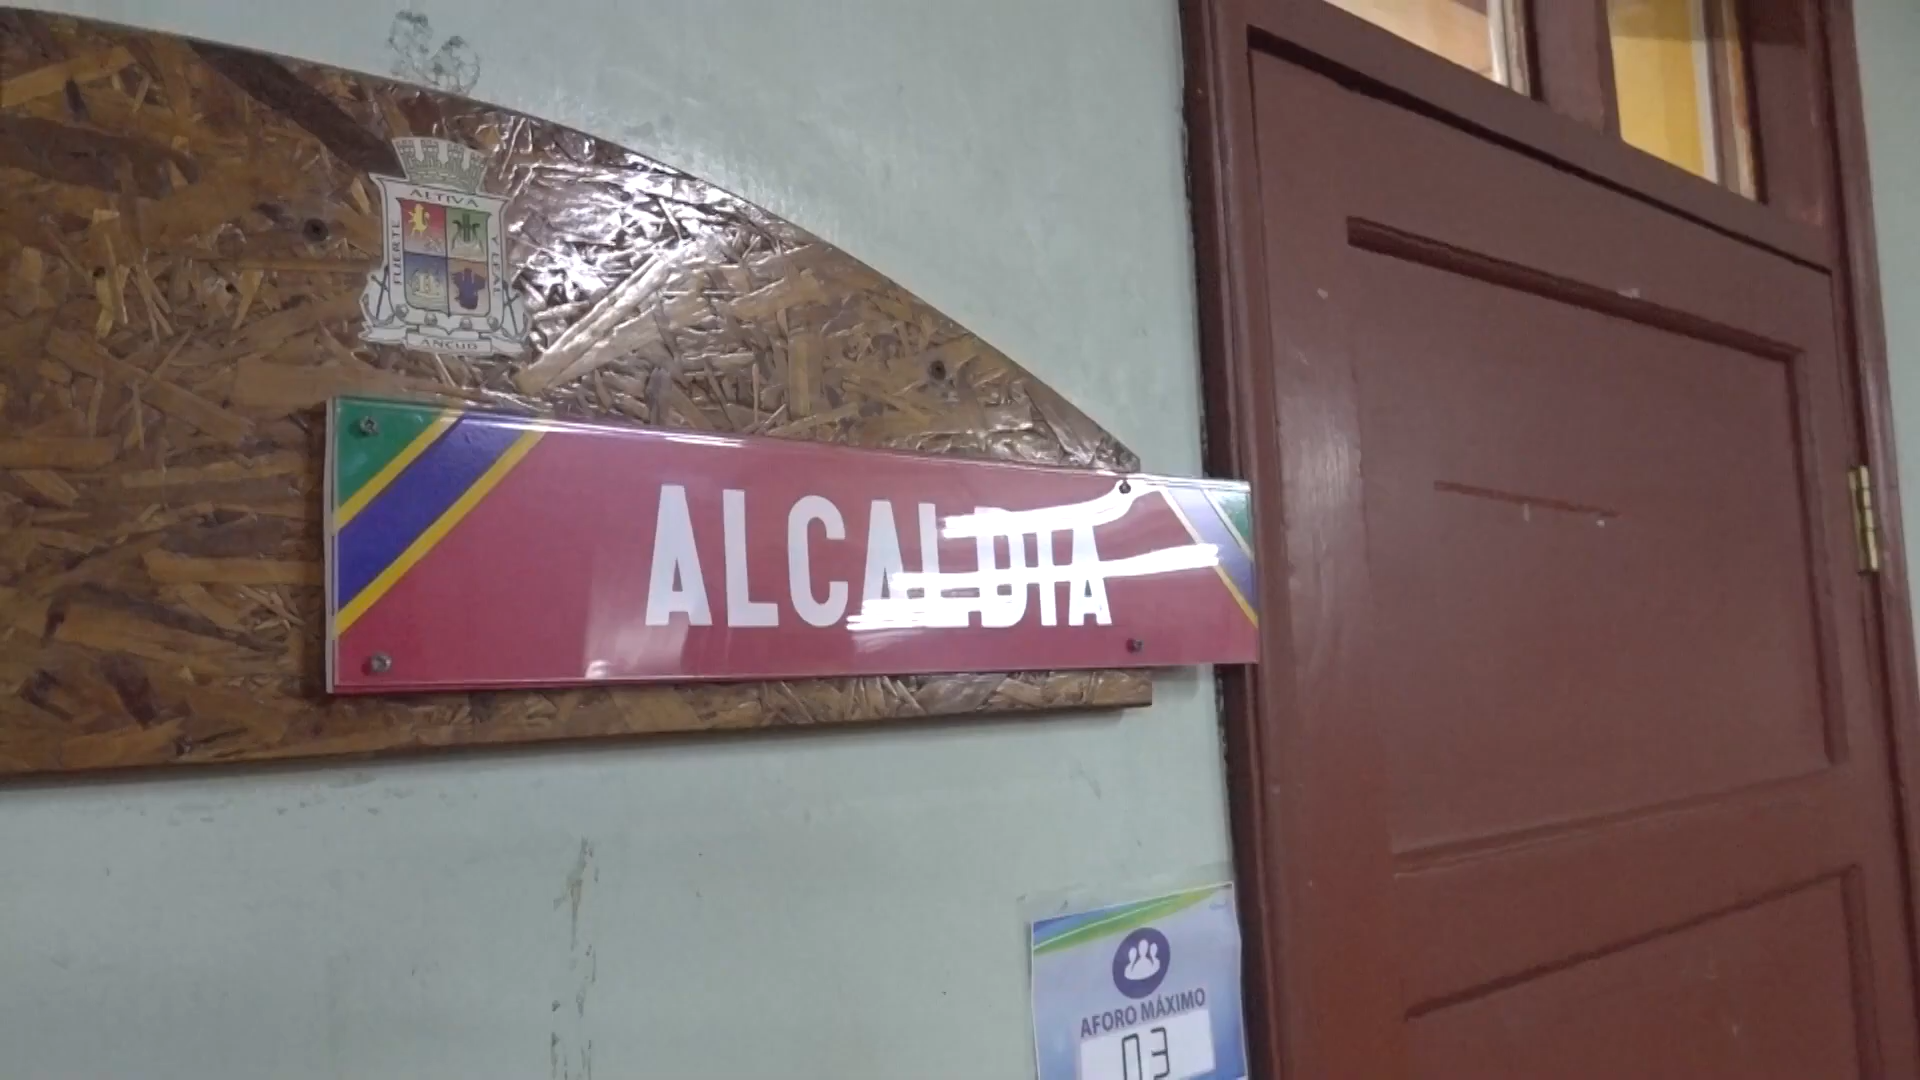 ALTIVA
FUERTE
Y LEAL
ANCUD
ALCALDIA
AFORO MÁXIMO
03